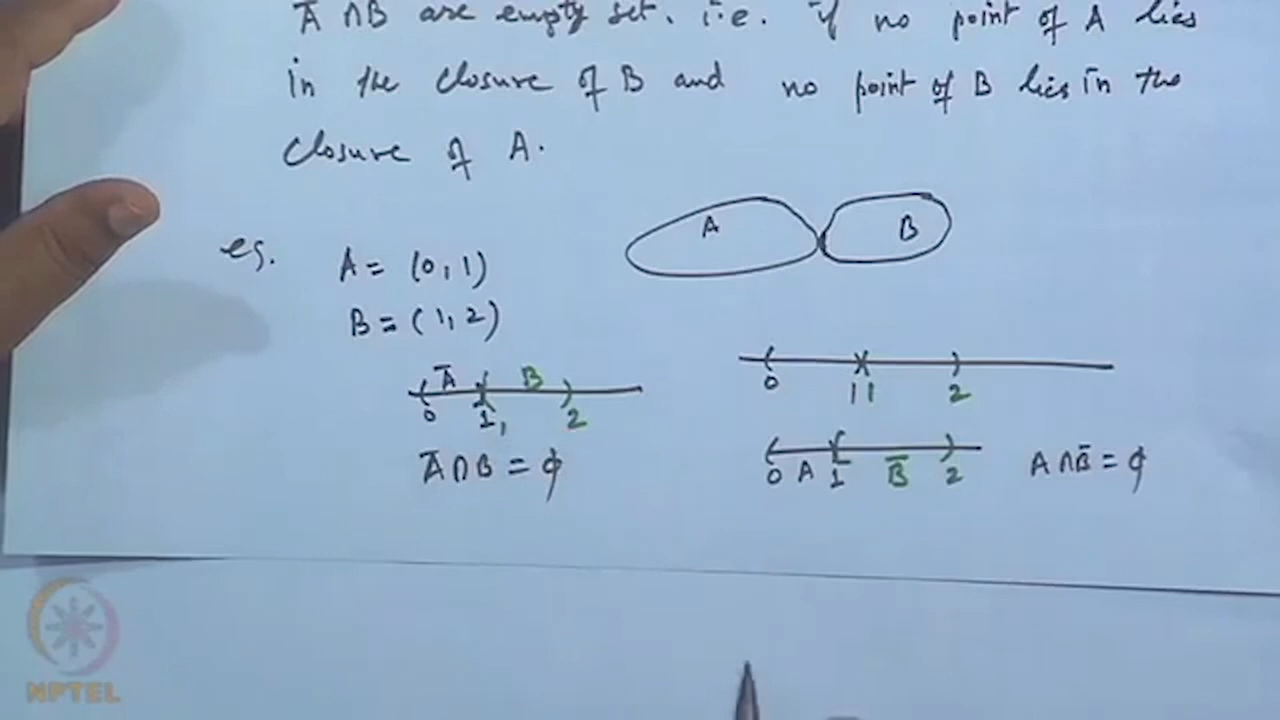 A̅ ∩ B are empty set. i.e. if no point of A lies
in the closure of B and no point of B lies in the
closure of A.
A B
eg. A = (0, 1)
B = (1, 2)
A̅ B
0 1, 2
A̅ ∩ B = ϕ
0 1 1 2
0 A 1 B̅ 2 A ∩ B̅ = ϕ
NPTEL